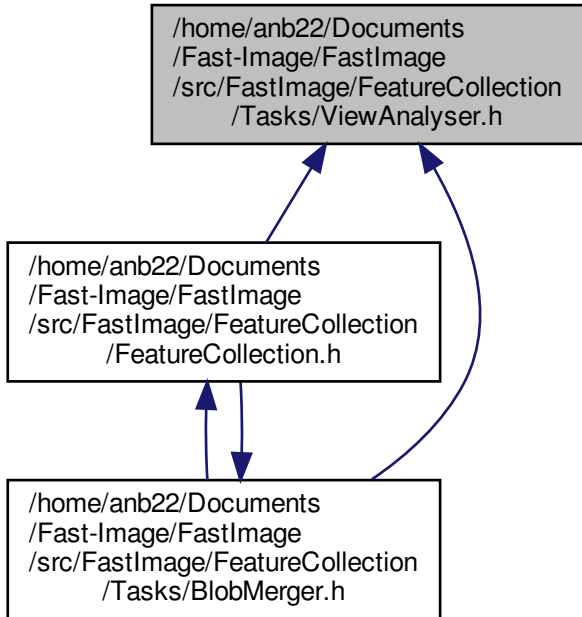 /home/anb22/Documents
/Fast-Image/FastImage
/src/FastImage/FeatureCollection
/Tasks/ViewAnalyser.h
/home/anb22/Documents
/Fast-Image/FastImage
/src/FastImage/FeatureCollection
/FeatureCollection.h
/home/anb22/Documents
/Fast-Image/FastImage
/src/FastImage/FeatureCollection
/Tasks/BlobMerger.h